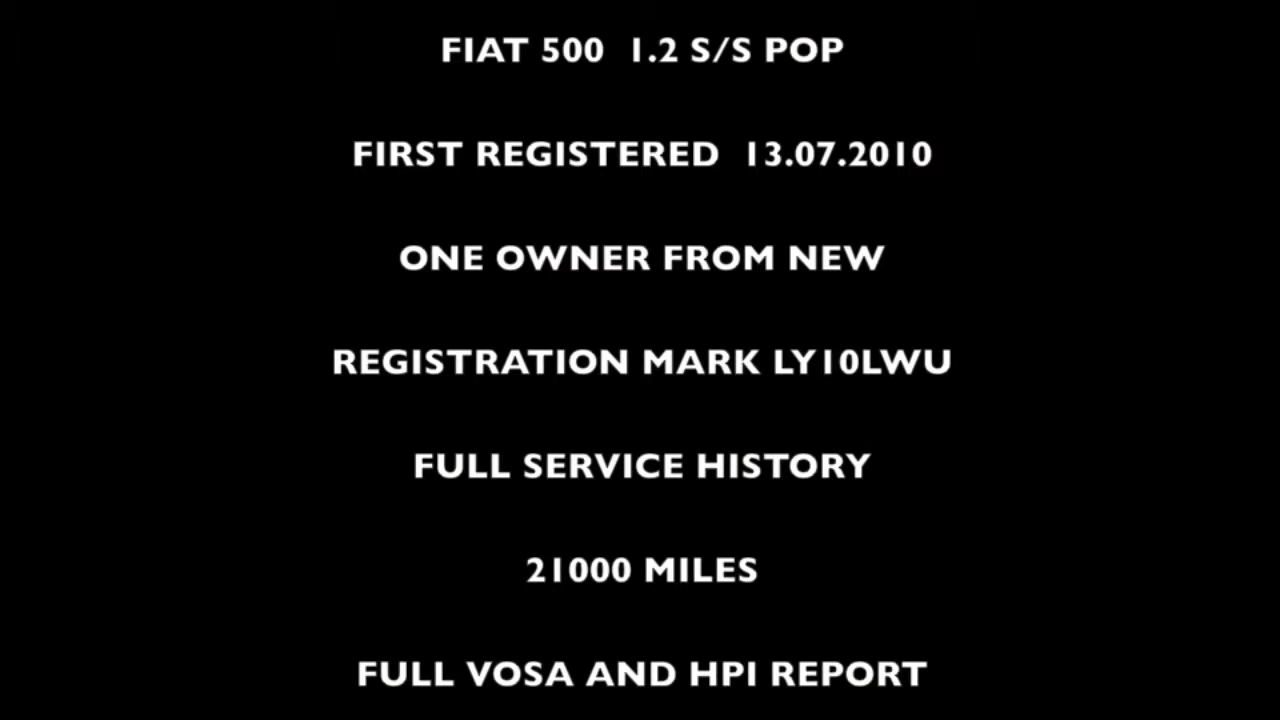 FIAT 500 1.2 S/S POP
FIRST REGISTERED 13.07.2010
ONE OWNER FROM NEW
REGISTRATION MARK LY10LWU
FULL SERVICE HISTORY
21000 MILES
FULL VOSA AND HPI REPORT